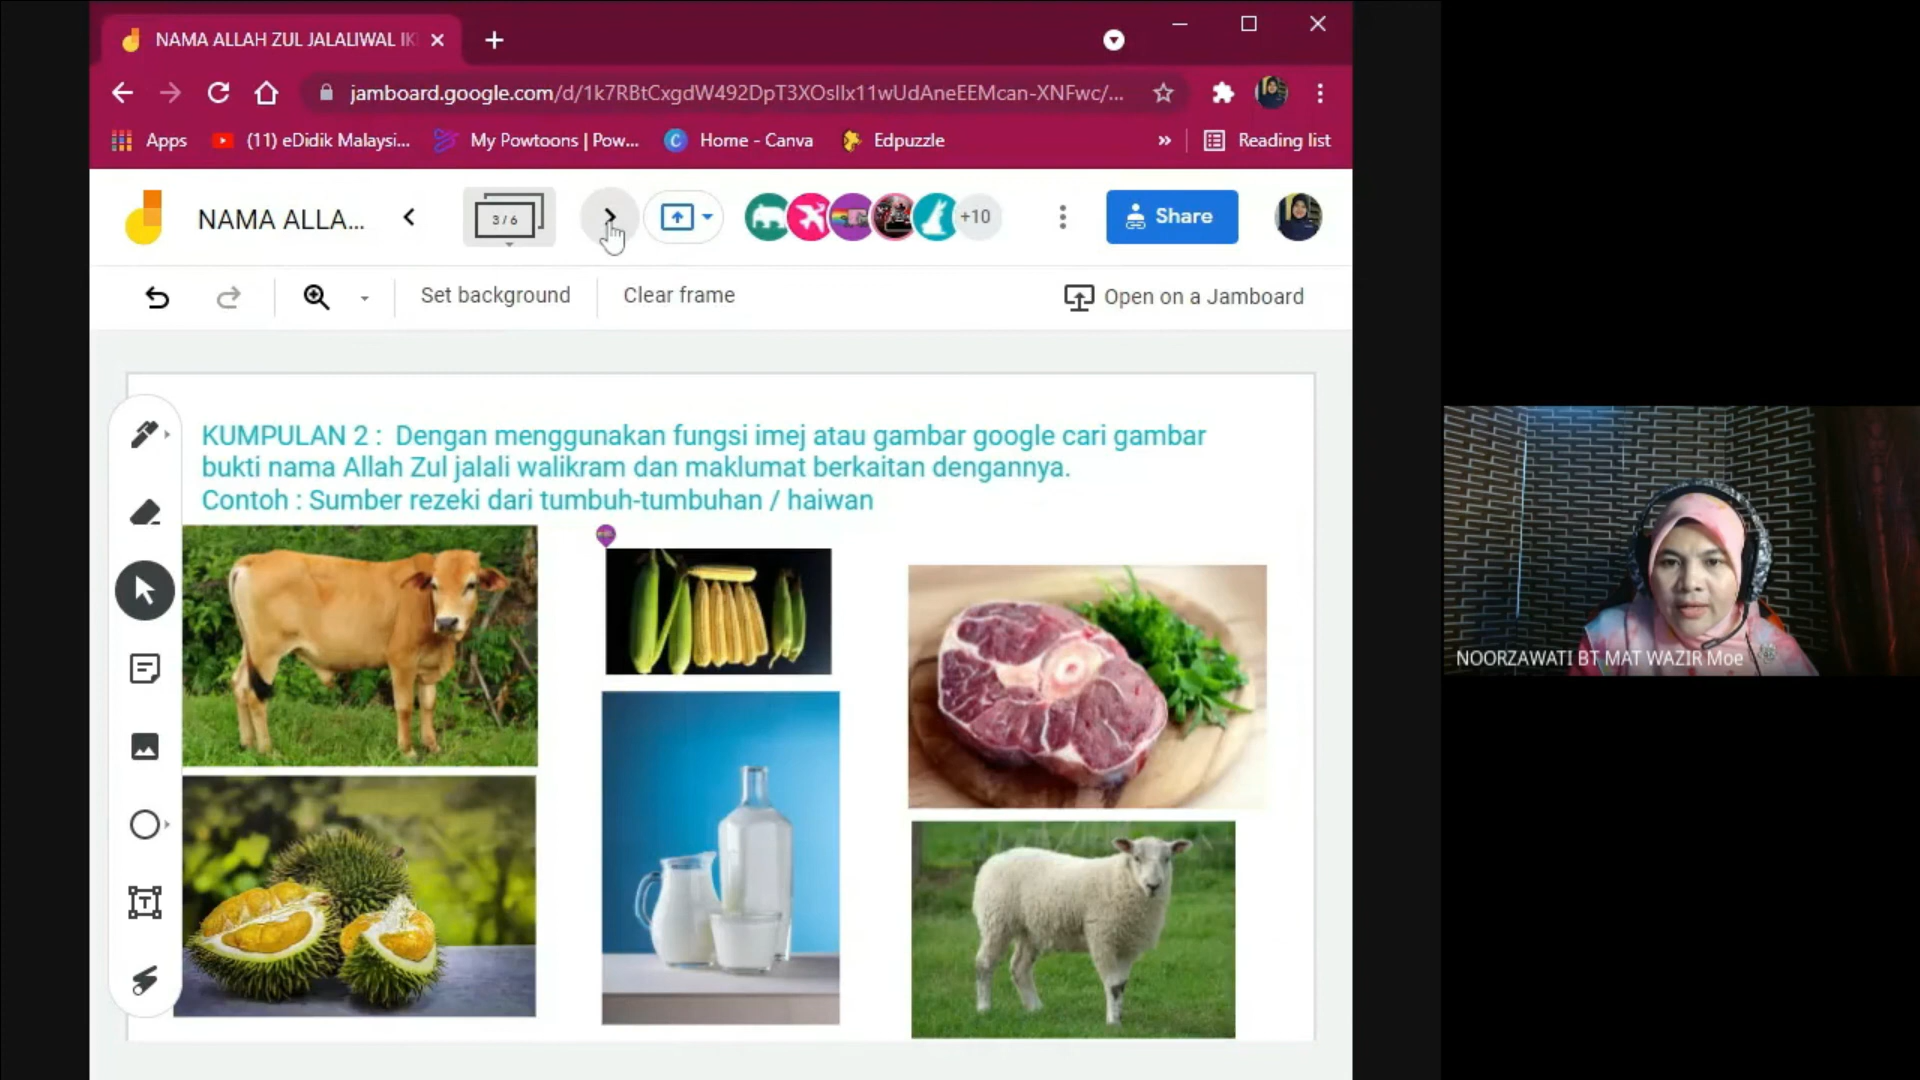 NAMA ALLAH ZUL JALALIWAL IK
jamboard.google.com/d/1k7RBtCxgdW492DpT3XOsIIx11wUdAneEEMcan-XNFwc/...
Apps (11) eDidik Malaysi... My Powtoons | Pow... Home - Canva Edpuzzle » Reading list
NAMA ALLA... 3 / 6 +10 Share
Set background Clear frame Open on a Jamboard
KUMPULAN 2 : Dengan menggunakan fungsi imej atau gambar google cari gambar
bukti nama Allah Zul jalali walikram dan maklumat berkaitan dengannya.
Contoh : Sumber rezeki dari tumbuh-tumbuhan / haiwan
NOORZAWATI BT MAT WAZIR Moe